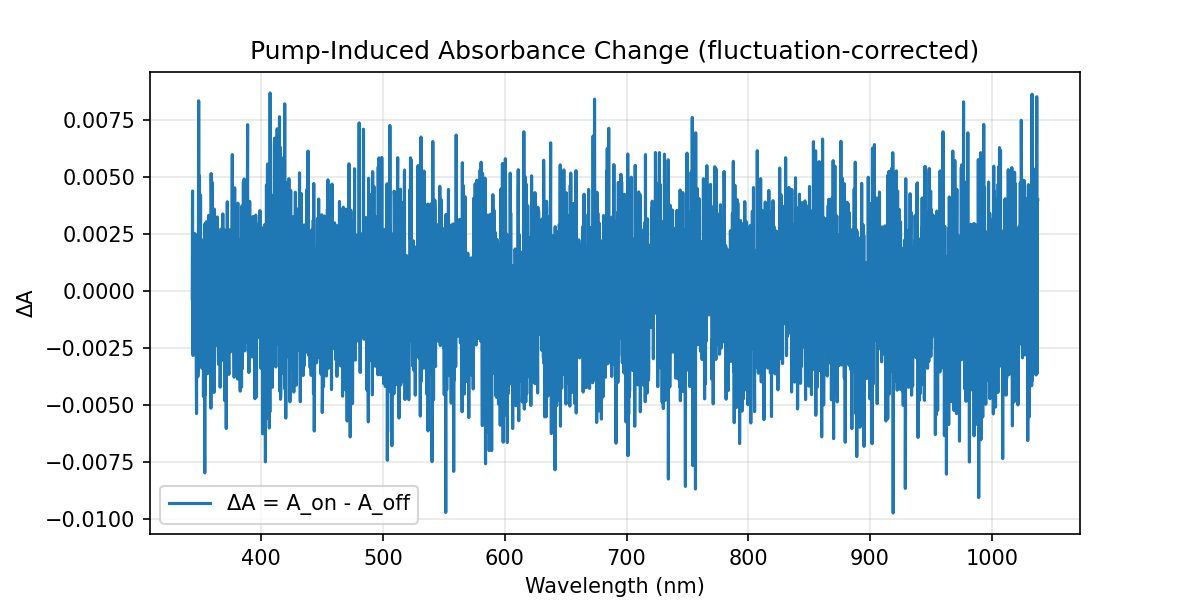 Pump-Induced Absorbance Change (fluctuation-corrected)
0.0075
0.0050
0.0025
0.0000
−0.0025
−0.0050
−0.0075
−0.0100
ΔA
ΔA = A_on - A_off
400 500 600 700 800 900 1000
Wavelength (nm)